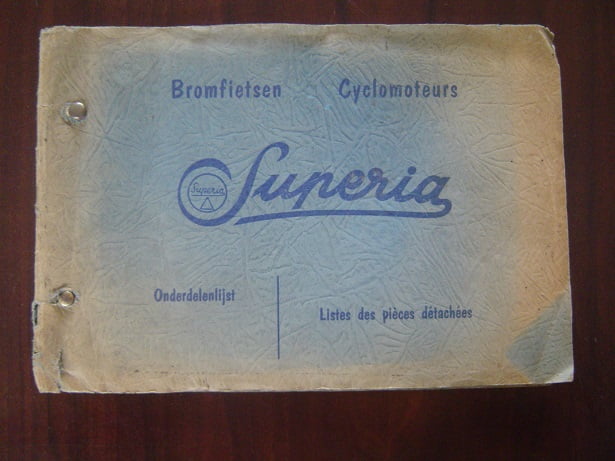 Bromfietsen Cyclomoteurs
Superia
Superia
Onderdelenlijst
Listes des pièces détachées